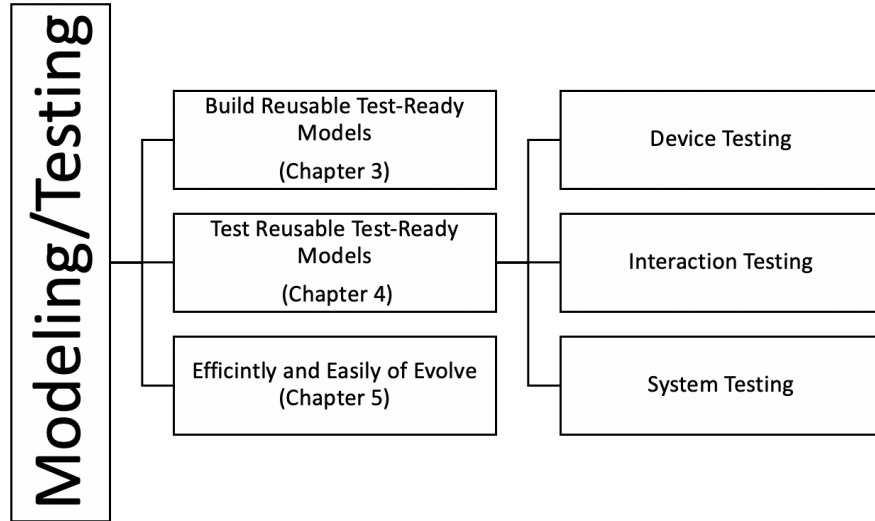 Modeling/Testing
Build Reusable Test-Ready
Models
(Chapter 3)
Test Reusable Test-Ready
Models
(Chapter 4)
Efficintly and Easily of Evolve
(Chapter 5)
Device Testing
Interaction Testing
System Testing